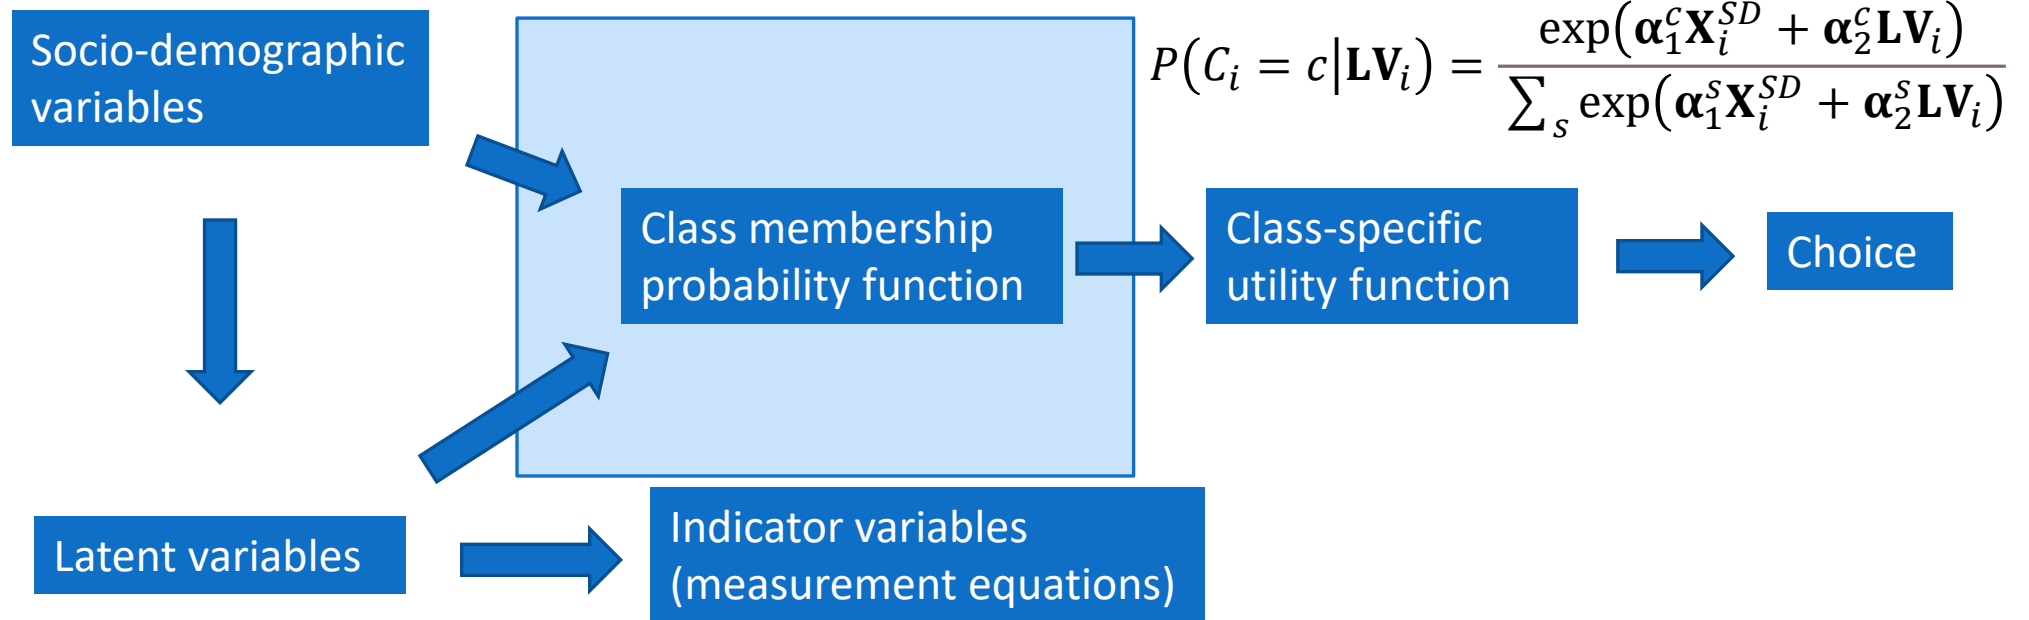 Socio-demographic
variables
P(C_i = c|LV_i) = exp(α_1^c X_i^{SD} + α_2^c LV_i) / ∑_s exp(α_1^s X_i^{SD} + α_2^s LV_i)
Class membership
probability function
Class-specific
utility function
Choice
Latent variables
Indicator variables
(measurement equations)